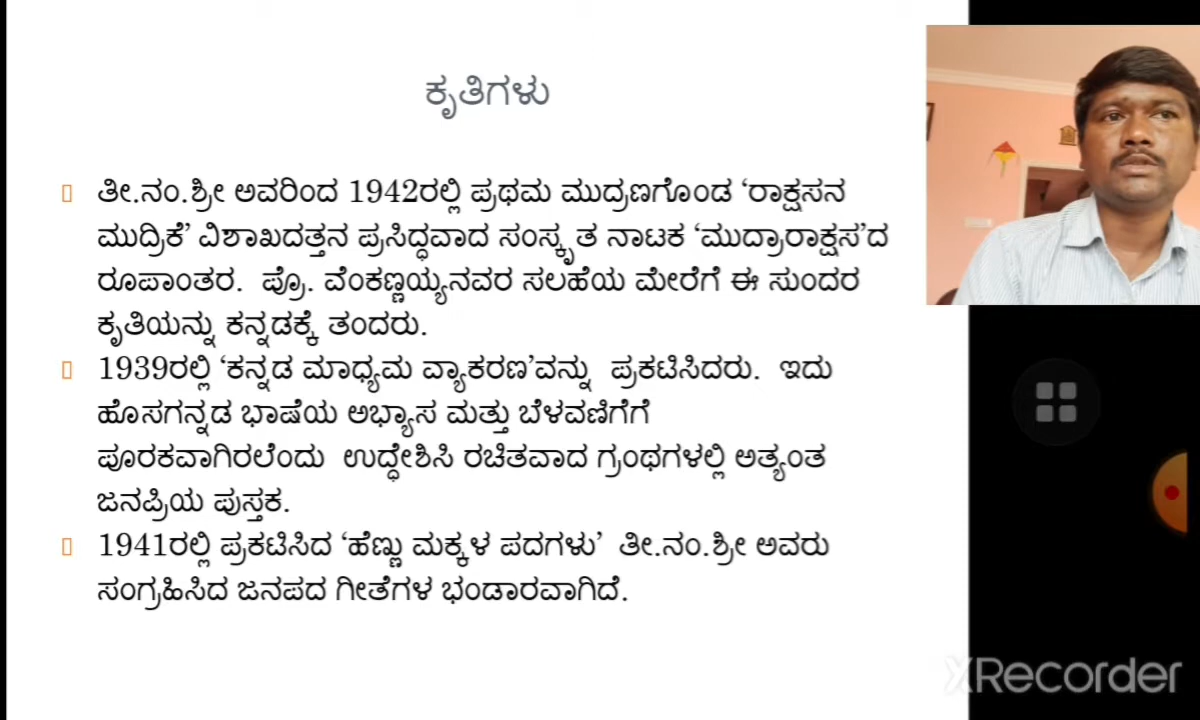 ಕೃತಿಗಳು
ತೀ.ನಂ.ಶ್ರೀ ಅವರಿಂದ 1942ರಲ್ಲಿ ಪ್ರಥಮ ಮುದ್ರಣಗೊಂಡ ‘ರಾಕ್ಷಸನ
ಮುದ್ರಿಕೆ’ ವಿಶಾಖದತ್ತನ ಪ್ರಸಿದ್ಧವಾದ ಸಂಸ್ಕೃತ ನಾಟಕ ‘ಮುದ್ರಾರಾಕ್ಷಸ’ದ
ರೂಪಾಂತರ. ಪ್ರೊ. ವೆಂಕಣ್ಣಯ್ಯನವರ ಸಲಹೆಯ ಮೇರೆಗೆ ಈ ಸುಂದರ
ಕೃತಿಯನ್ನು ಕನ್ನಡಕ್ಕೆ ತಂದರು.
1939ರಲ್ಲಿ ‘ಕನ್ನಡ ಮಾಧ್ಯಮ ವ್ಯಾಕರಣ’ವನ್ನು ಪ್ರಕಟಿಸಿದರು. ಇದು
ಹೊಸಗನ್ನಡ ಭಾಷೆಯ ಅಭ್ಯಾಸ ಮತ್ತು ಬೆಳವಣಿಗೆಗೆ
ಪೂರಕವಾಗಿರಲೆಂದು ಉದ್ಧೇಶಿಸಿ ರಚಿತವಾದ ಗ್ರಂಥಗಳಲ್ಲಿ ಅತ್ಯಂತ
ಜನಪ್ರಿಯ ಪುಸ್ತಕ.
1941ರಲ್ಲಿ ಪ್ರಕಟಿಸಿದ ‘ಹೆಣ್ಣು ಮಕ್ಕಳ ಪದಗಳು’ ತೀ.ನಂ.ಶ್ರೀ ಅವರು
ಸಂಗ್ರಹಿಸಿದ ಜನಪದ ಗೀತೆಗಳ ಭಂಡಾರವಾಗಿದೆ.
XRecorder